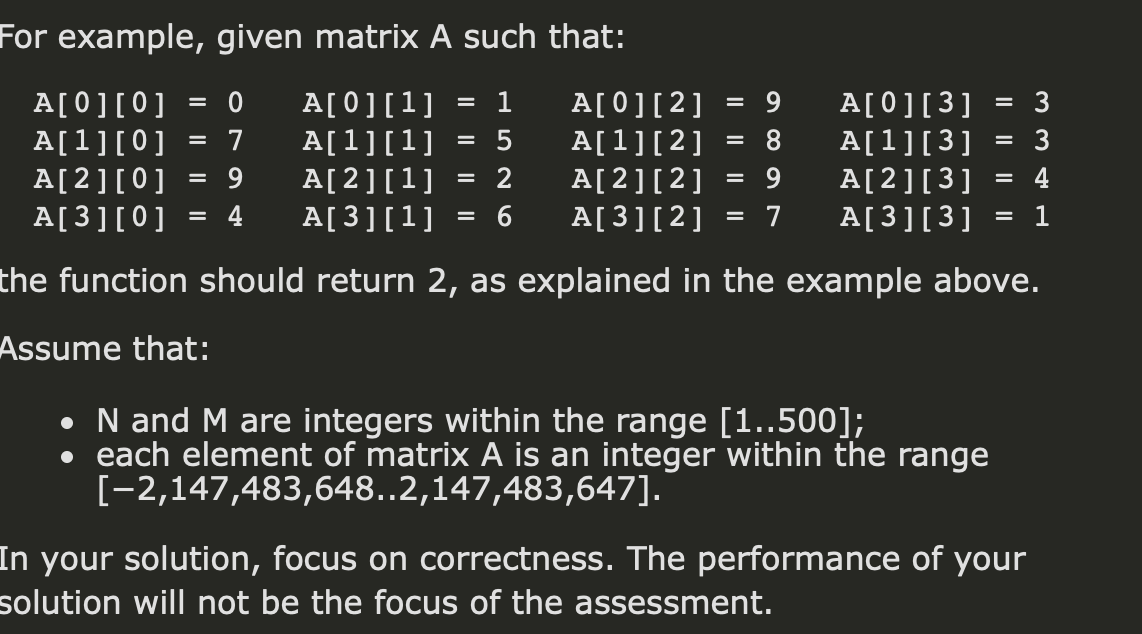 For example, given matrix A such that:
A[0][0] = 0 A[0][1] = 1 A[0][2] = 9 A[0][3] = 3
A[1][0] = 7 A[1][1] = 5 A[1][2] = 8 A[1][3] = 3
A[2][0] = 9 A[2][1] = 2 A[2][2] = 9 A[2][3] = 4
A[3][0] = 4 A[3][1] = 6 A[3][2] = 7 A[3][3] = 1
the function should return 2, as explained in the example above.
Assume that:
• N and M are integers within the range [1..500];
• each element of matrix A is an integer within the range
[−2,147,483,648..2,147,483,647].
In your solution, focus on correctness. The performance of your
solution will not be the focus of the assessment.